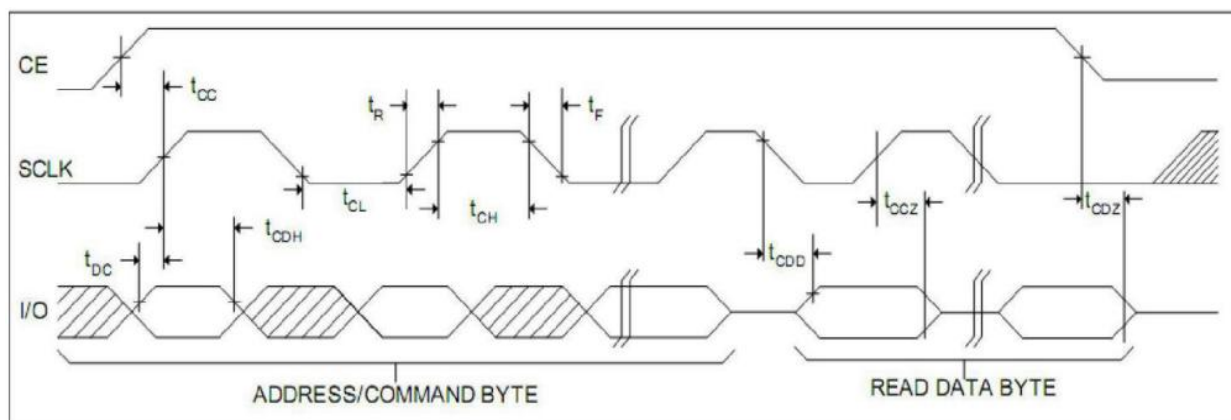 CE
tCC
tR
tF
SCLK
tCL
tCH
tCCZ
tCDZ
tCDH
tDC
tCDD
I/O
ADDRESS/COMMAND BYTE
READ DATA BYTE